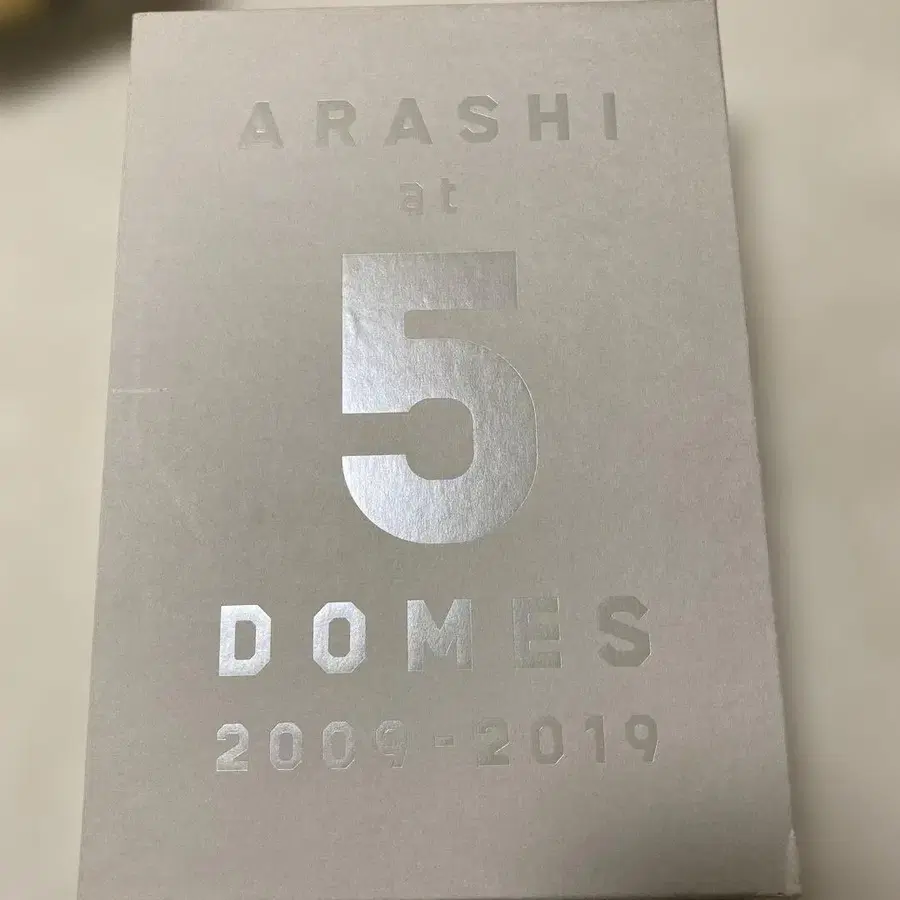 ARASHI
at
5
DOMES
2009-2019